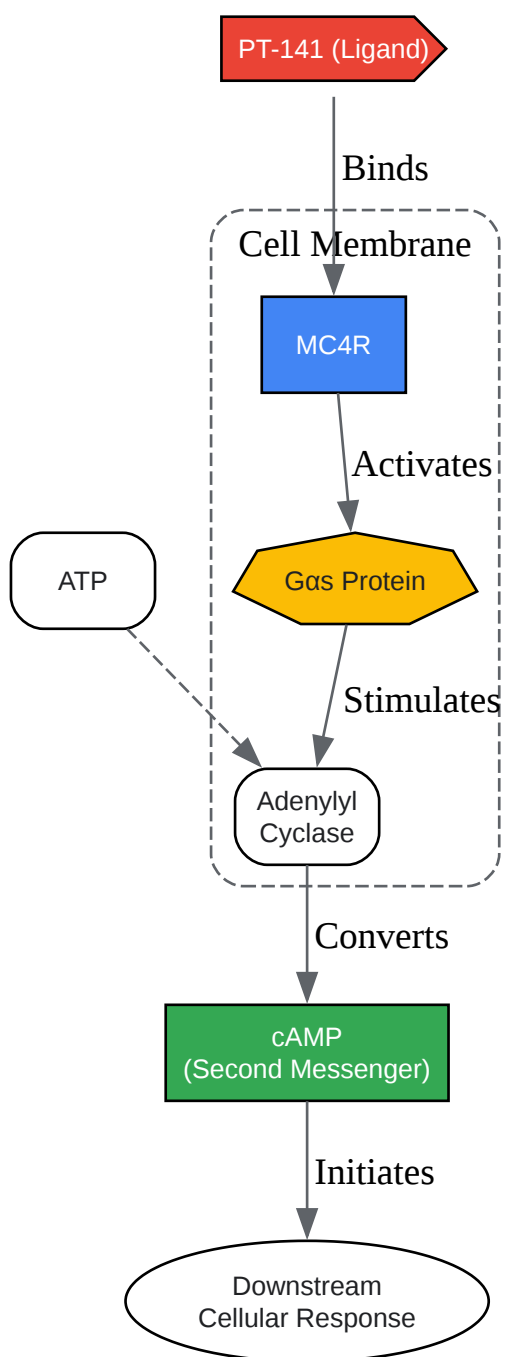 PT-141 (Ligand)
Binds
Cell Membrane
MC4R
Activates
ATP
Gαs Protein
Stimulates
Adenylyl
Cyclase
Converts
cAMP
(Second Messenger)
Initiates
Downstream
Cellular Response